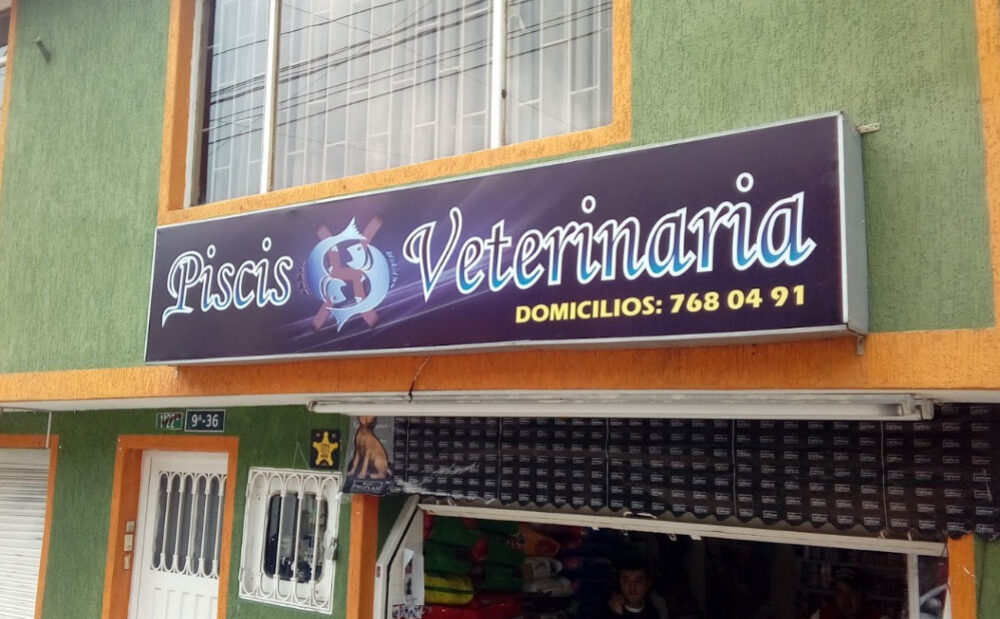 Piscis Veterinaria
DOMICILIOS: 768 04 91
9ª-36